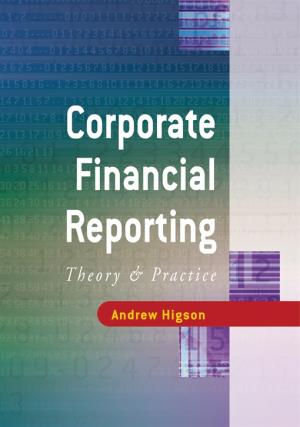 Corporate
Financial
Reporting
Theory & Practice
Andrew Higson